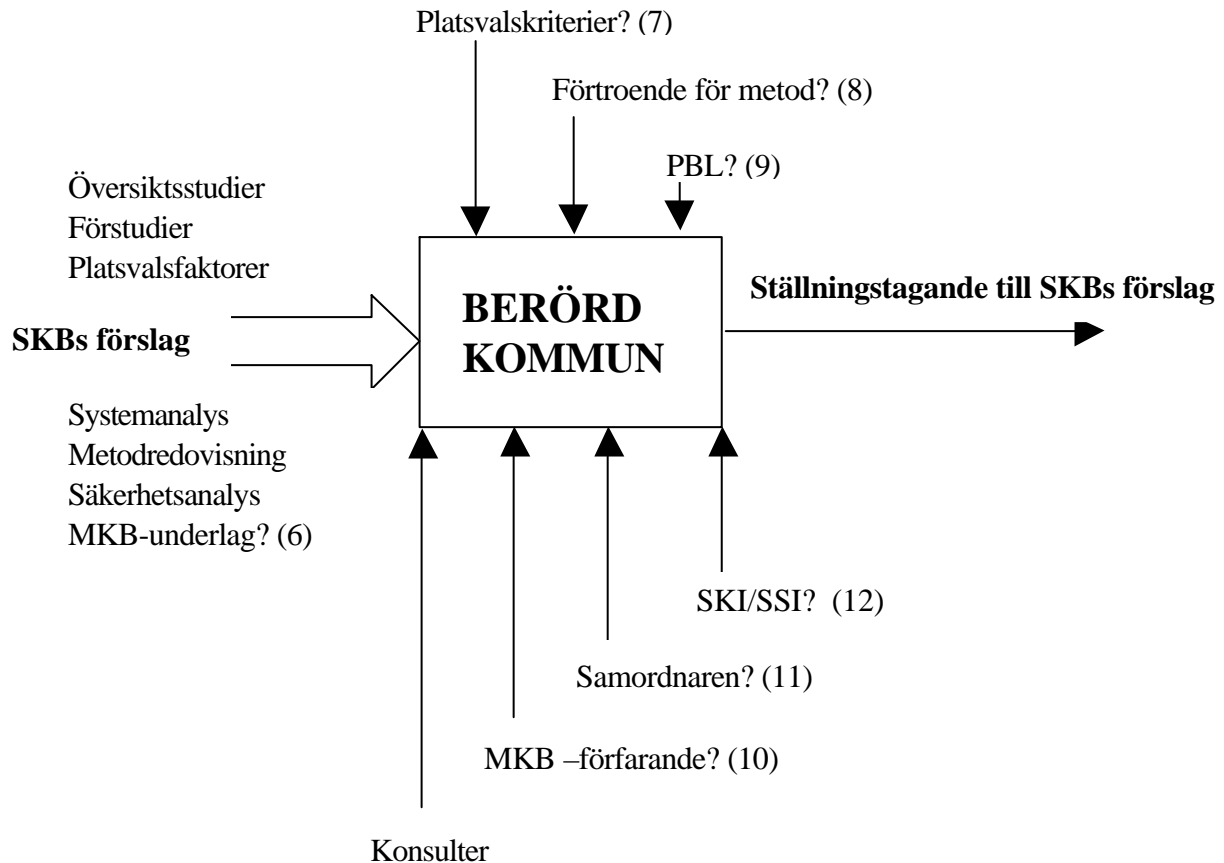 Platsvalskriterier? (7)
Förtroende för metod? (8)
PBL? (9)
Översiktsstudier
Förstudier
Platsvalsfaktorer
SKBs förslag
BERÖRD
KOMMUN
Ställningstagande till SKBs förslag
Systemanalys
Metodredovisning
Säkerhetsanalys
MKB-underlag? (6)
SKI/SSI? (12)
Samordnaren? (11)
MKB –förfarande? (10)
Konsulter